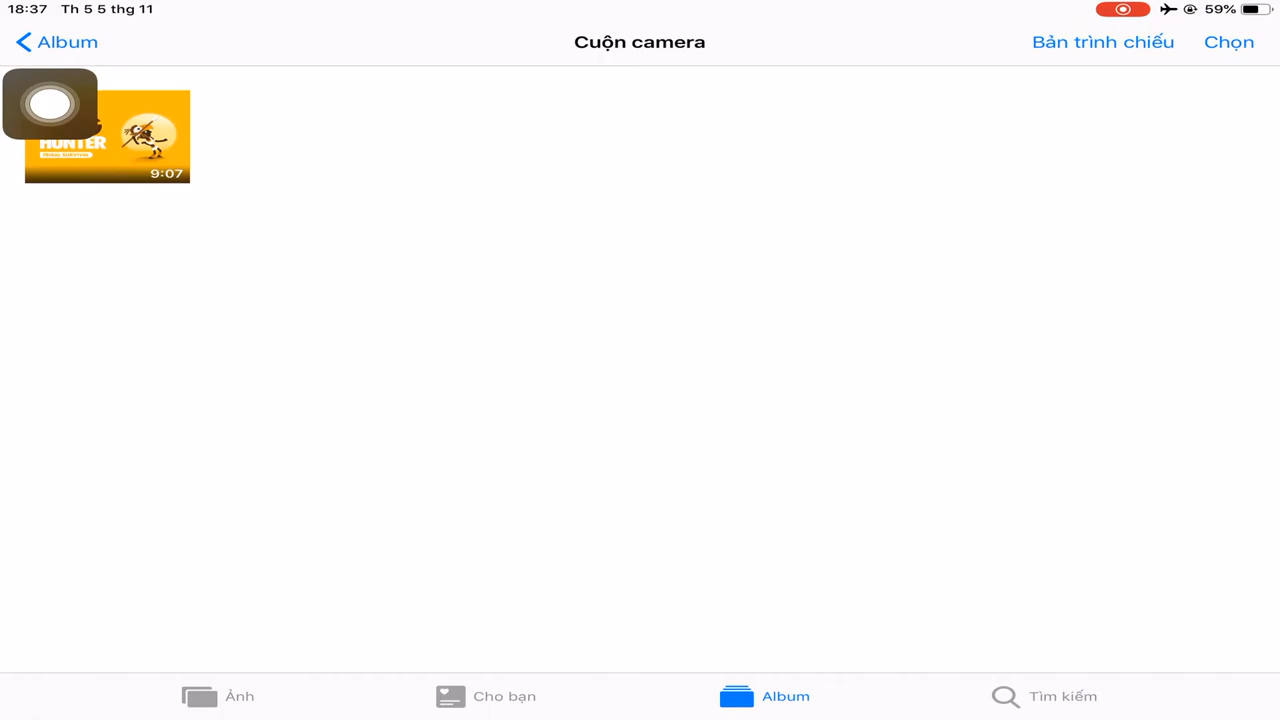 18:37 Th 5 5 thg 11 59%
Album Cuộn camera Bản trình chiếu Chọn
HUNTER
9:07
Ảnh Cho bạn Album Tìm kiếm